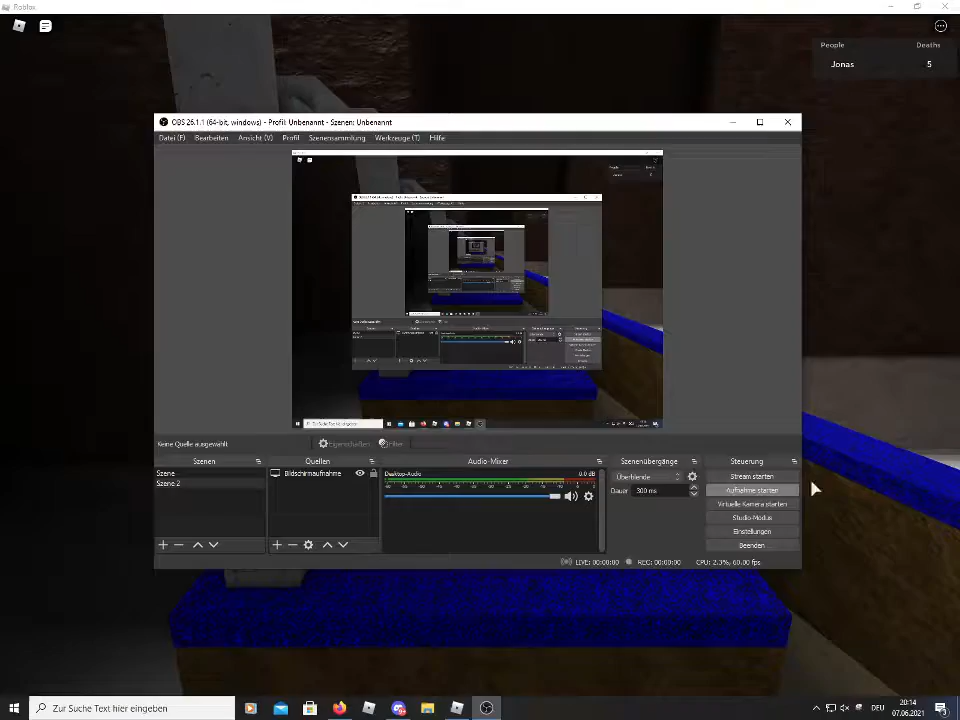 Roblox
People Deaths
Jonas 5
OBS 26.1.1 (64-bit, windows) - Profil: Unbenannt - Szenen: Unbenannt
Datei (F) Bearbeiten Ansicht (V) Profil Szenensammlung Werkzeuge (T) Hilfe
Keine Quelle ausgewählt Eigenschaften Filter
Szenen Quellen Audio-Mixer Szenenübergänge Steuerung
Szene
Szene 2
Bildschirmaufnahme
Desktop-Audio 0.0 dB
Überblende
Dauer 300 ms
Stream starten
Aufnahme starten
Virtuelle Kamera starten
Studio-Modus
Einstellungen
Beenden
LIVE: 00:00:00 REC: 00:00:00 CPU: 2.3%, 60.00 fps
Zur Suche Text hier eingeben
DEU
20:14
07.06.2021
3